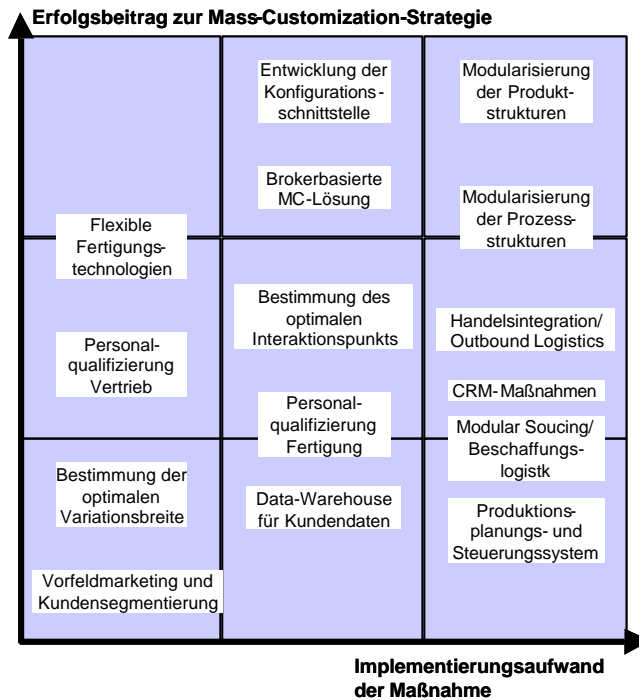 Erfolgsbeitrag zur Mass-Customization-Strategie
Entwicklung der
Konfigurations-
schnittstelle
Modularisierung
der Produkt-
strukturen
Brokerbasierte
MC-Lösung
Modularisierung
der Prozess-
strukturen
Flexible
Fertigungs-
technologien
Bestimmung des
optimalen
Interaktionspunkts
Handelsintegration/
Outbound Logistics
Personal-
qualifizierung
Vertrieb
CRM-Maßnahmen
Personal-
qualifizierung
Fertigung
Modular Soucing/
Beschaffungs-
logistk
Bestimmung der
optimalen
Variationsbreite
Data-Warehouse
für Kundendaten
Produktions-
planungs- und
Steuerungssystem
Vorfeldmarketing und
Kundensegmentierung
Implementierungsaufwand
der Maßnahme